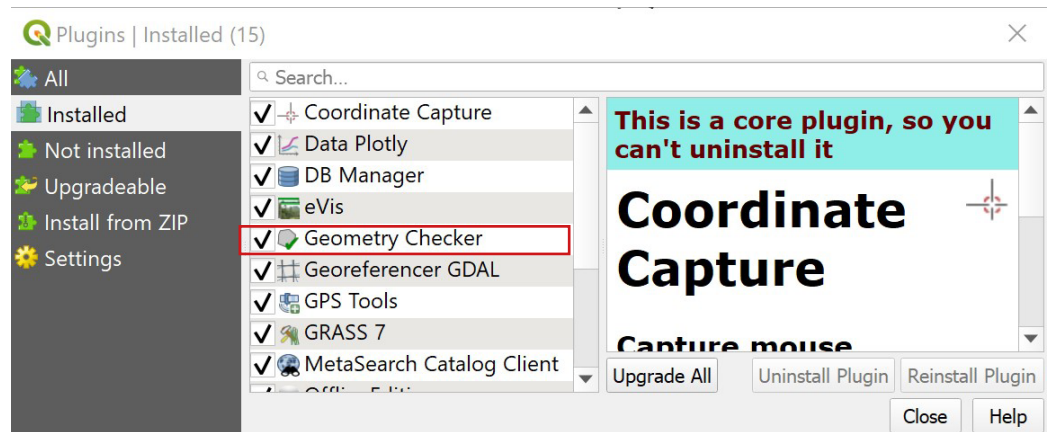 Plugins | Installed (15)
All
Installed
Not installed
Upgradeable
Install from ZIP
Settings
Search...
Coordinate Capture
Data Plotly
DB Manager
eVis
Geometry Checker
Georeferencer GDAL
GPS Tools
GRASS 7
MetaSearch Catalog Client
This is a core plugin, so you
can't uninstall it
Coordinate
Capture
Capture mouse
Upgrade All
Uninstall Plugin
Reinstall Plugin
Close
Help